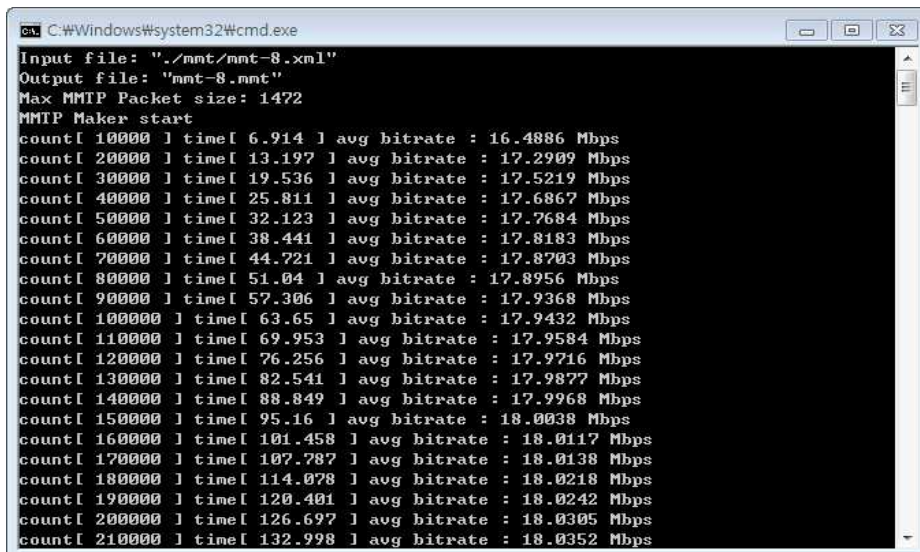 C:₩Windows₩system32₩cmd.exe
Input file: "./mmt/mmt-8.xml"
Output file: "mmt-8.mmt"
Max MMTP Packet size: 1472
MMTP Maker start
count[ 10000 ] time[ 6.914 ] avg bitrate : 16.4886 Mbps
count[ 20000 ] time[ 13.197 ] avg bitrate : 17.2909 Mbps
count[ 30000 ] time[ 19.536 ] avg bitrate : 17.5219 Mbps
count[ 40000 ] time[ 25.811 ] avg bitrate : 17.6867 Mbps
count[ 50000 ] time[ 32.123 ] avg bitrate : 17.7684 Mbps
count[ 60000 ] time[ 38.441 ] avg bitrate : 17.8183 Mbps
count[ 70000 ] time[ 44.721 ] avg bitrate : 17.8703 Mbps
count[ 80000 ] time[ 51.04 ] avg bitrate : 17.8956 Mbps
count[ 90000 ] time[ 57.306 ] avg bitrate : 17.9368 Mbps
count[ 100000 ] time[ 63.65 ] avg bitrate : 17.9432 Mbps
count[ 110000 ] time[ 69.953 ] avg bitrate : 17.9584 Mbps
count[ 120000 ] time[ 76.256 ] avg bitrate : 17.9716 Mbps
count[ 130000 ] time[ 82.541 ] avg bitrate : 17.9877 Mbps
count[ 140000 ] time[ 88.849 ] avg bitrate : 17.9968 Mbps
count[ 150000 ] time[ 95.16 ] avg bitrate : 18.0038 Mbps
count[ 160000 ] time[ 101.458 ] avg bitrate : 18.0117 Mbps
count[ 170000 ] time[ 107.787 ] avg bitrate : 18.0138 Mbps
count[ 180000 ] time[ 114.078 ] avg bitrate : 18.0218 Mbps
count[ 190000 ] time[ 120.401 ] avg bitrate : 18.0242 Mbps
count[ 200000 ] time[ 126.697 ] avg bitrate : 18.0305 Mbps
count[ 210000 ] time[ 132.998 ] avg bitrate : 18.0352 Mbps